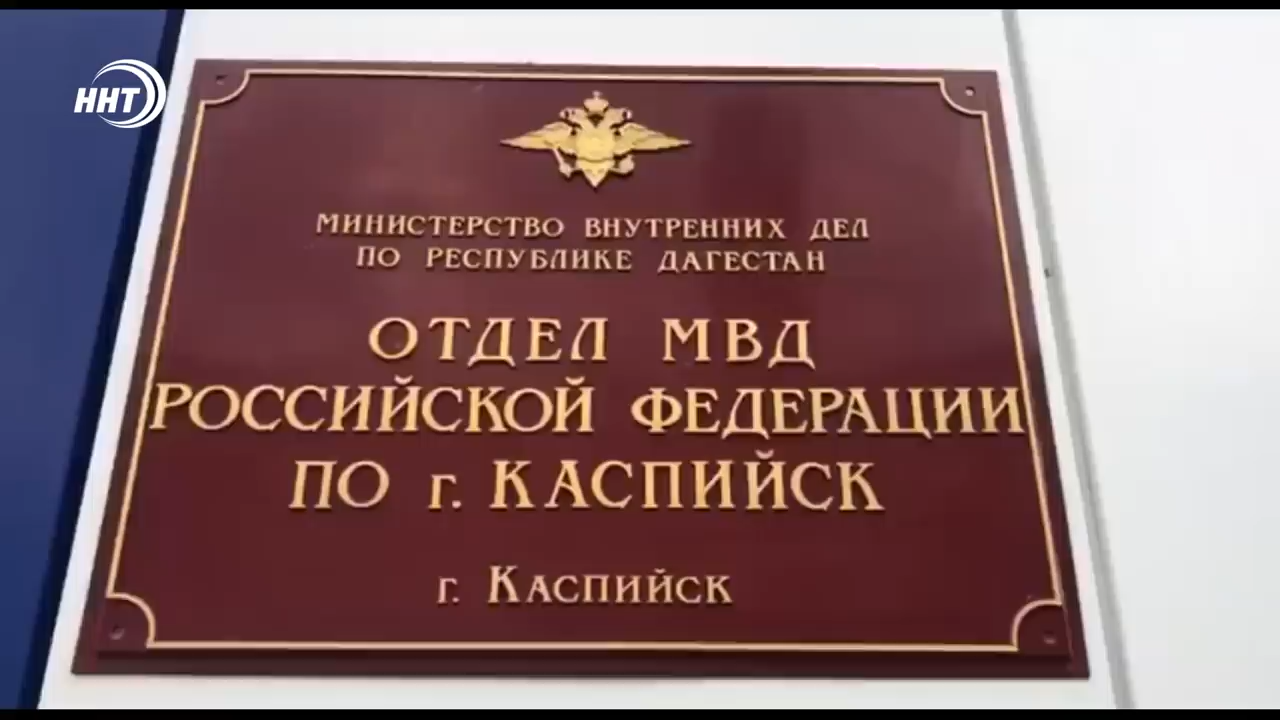 ННТ
МИНИСТЕРСТВО ВНУТРЕННИХ ДЕЛ
ПО РЕСПУБЛИКЕ ДАГЕСТАН
ОТДЕЛ МВД
РОССИЙСКОЙ ФЕДЕРАЦИИ
ПО г. КАСПИЙСК
г. КАСПИЙСК